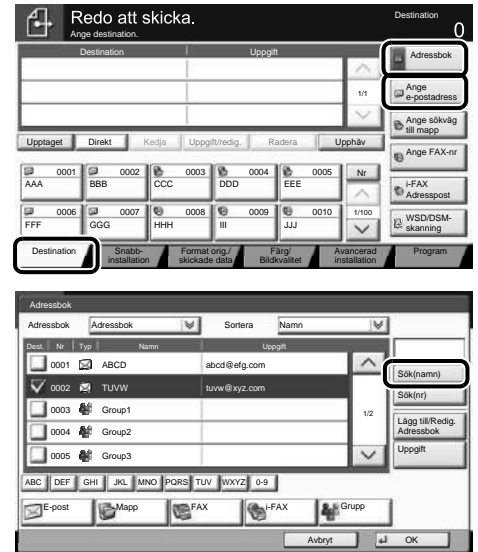 Redo att skicka.
Ange destination.
Destination
0
Destination Uppgift
1/1
Adressbok
Ange
e-postadress
Ange sökväg
till mapp
Ange FAX-nr
i-FAX
Adresspost
WSD/DSM-
skanning
Upptaget Direkt Kedja Uppgift/redig. Radera Upphäv
0001 0002 0003 0004 0005 Nr
AAA BBB CCC DDD EEE
0006 0007 0008 0009 0010 1/100
FFF GGG HHH III JJJ
Destination Snabb-
installation Format orig./
skickade data Färg/
Bildkvalitet Avancerad
installation Program
Adressbok
Adressbok Adressbok Sortera Namn
Dest. Nr Typ Namn Uppgift
0001 ABCD abcd@efg.com
0002 TUVW tuvw@xyz.com
0003 Group1
0004 Group2
0005 Group3
1/2
Sök(namn)
Sök(nr)
Lägg till/Redig.
Adressbok
Uppgift
ABC DEF GHI JKL MNO PQRS TUV WXYZ 0-9
E-post Mapp FAX i-FAX Grupp
Avbryt OK